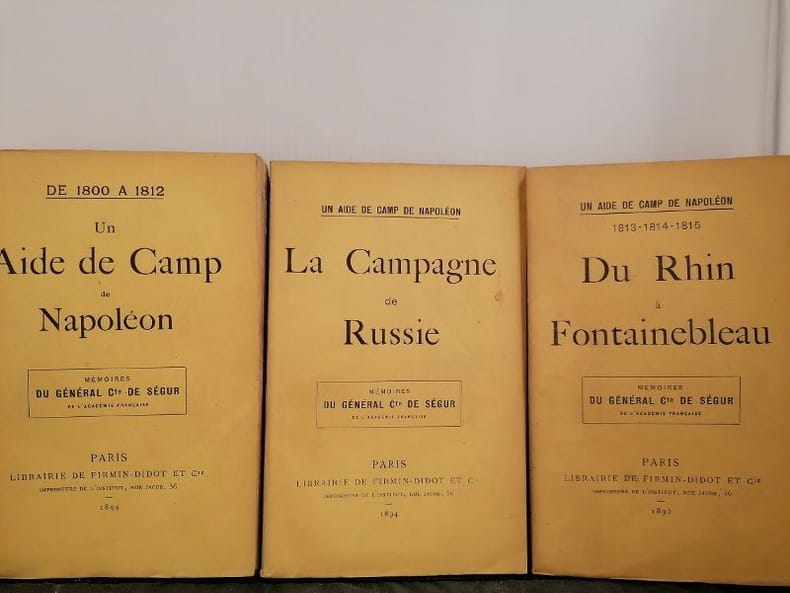 DE 1800 A 1812
Un
Aide de Camp
de
Napoléon
MÉMOIRES
DU GÉNÉRAL Cte DE SÉGUR
DE L'ACADÉMIE FRANÇAISE
PARIS
LIBRAIRIE DE FIRMIN-DIDOT ET Cie
IMPRIMEURS DE L'INSTITUT, RUE JACOB, 56
1894
UN AIDE DE CAMP DE NAPOLÉON
La Campagne
de
Russie
MÉMOIRES
DU GÉNÉRAL Cte DE SÉGUR
DE L'ACADÉMIE FRANÇAISE
PARIS
LIBRAIRIE DE FIRMIN-DIDOT ET Cie
IMPRIMEURS DE L'INSTITUT, RUE JACOB, 56
1894
UN AIDE DE CAMP DE NAPOLÉON
1813-1814-1815
Du Rhin
à
Fontainebleau
MÉMOIRES
DU GÉNÉRAL Cte DE SÉGUR
DE L'ACADÉMIE FRANÇAISE
PARIS
LIBRAIRIE DE FIRMIN-DIDOT ET Cie
IMPRIMEURS DE L'INSTITUT, RUE JACOB, 56
1892